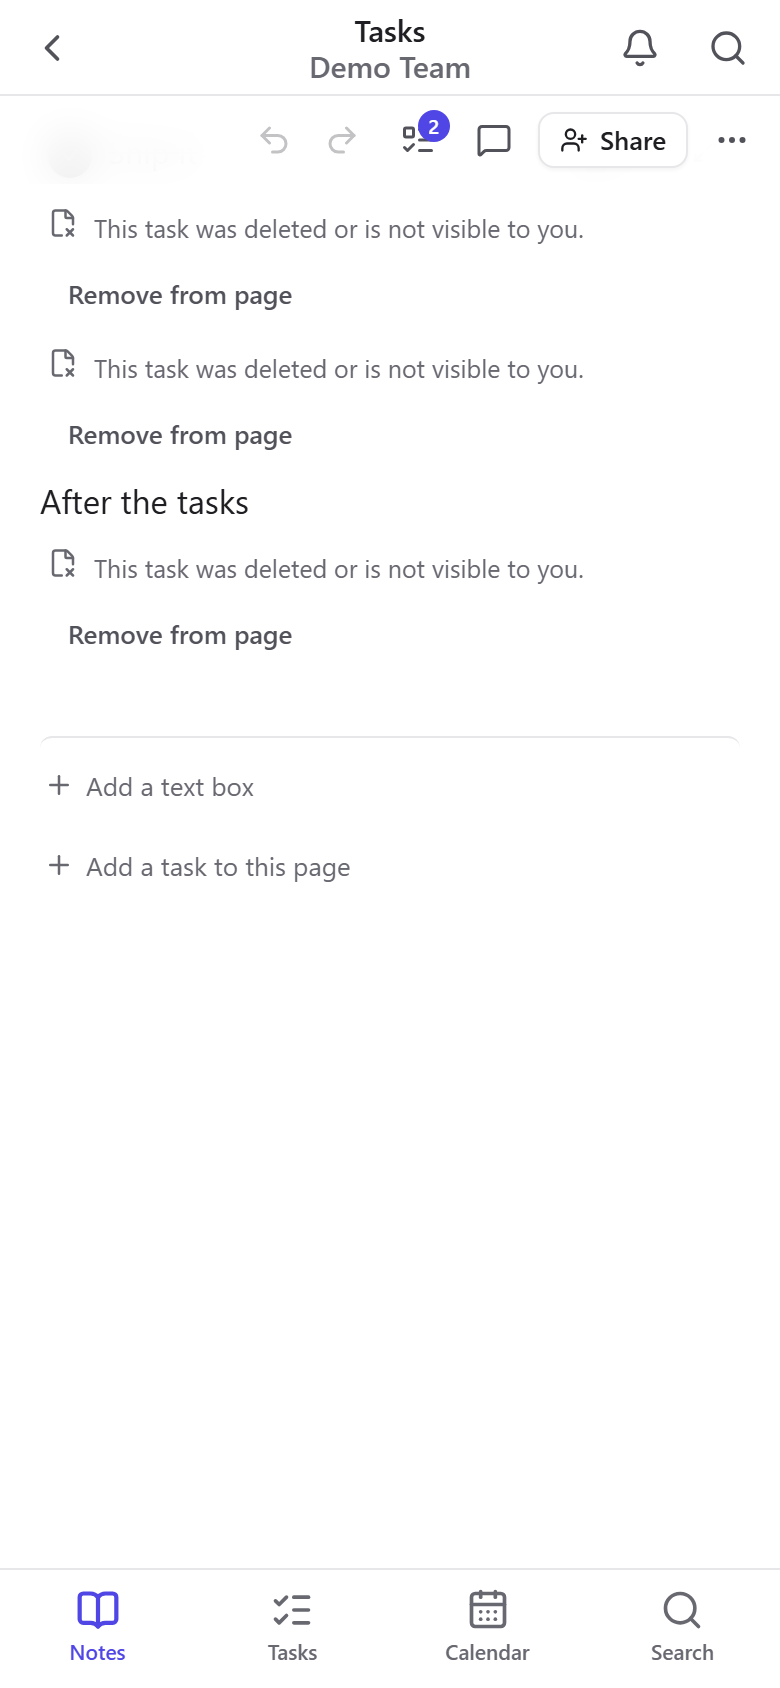 Tasks
Demo Team
2
Share
This task was deleted or is not visible to you.
Remove from page
This task was deleted or is not visible to you.
Remove from page
After the tasks
This task was deleted or is not visible to you.
Remove from page
Add a text box
Add a task to this page
Notes
Tasks
Calendar
Search